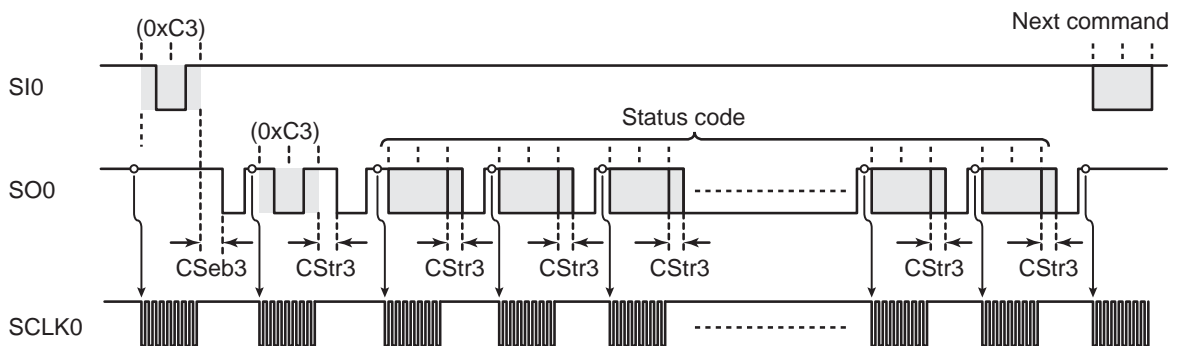 (0xC3)
Next command
SI0
(0xC3)
Status code
SO0
CSeb3
CStr3
CStr3
CStr3
CStr3
CStr3
CStr3
SCLK0